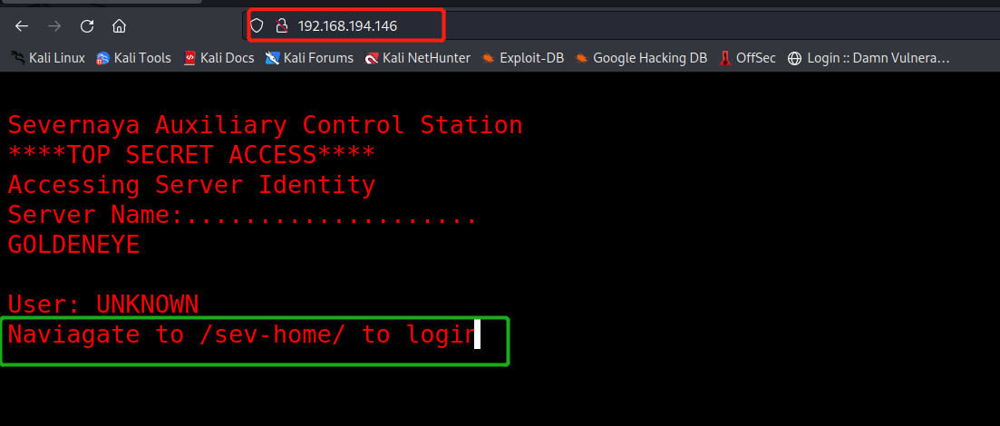 192.168.194.146
Kali Linux Kali Tools Kali Docs Kali Forums Kali NetHunter Exploit-DB Google Hacking DB OffSec Login :: Damn Vulnera…
Severnaya Auxiliary Control Station
****TOP SECRET ACCESS****
Accessing Server Identity
Server Name:....................
GOLDENEYE
User: UNKNOWN
Naviagate to /sev-home/ to login